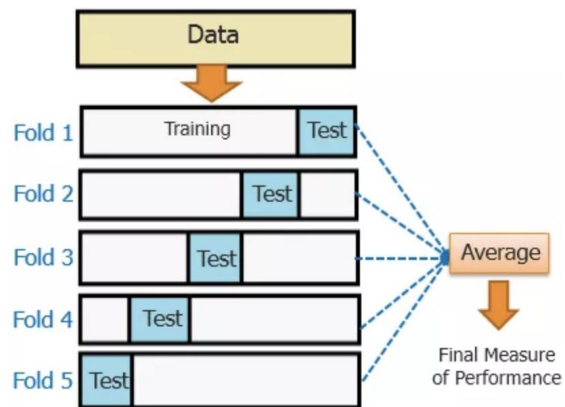 Data
Fold 1
Training
Test
Fold 2
Test
Fold 3
Test
Average
Fold 4
Test
Final Measure
of Performance
Fold 5
Test